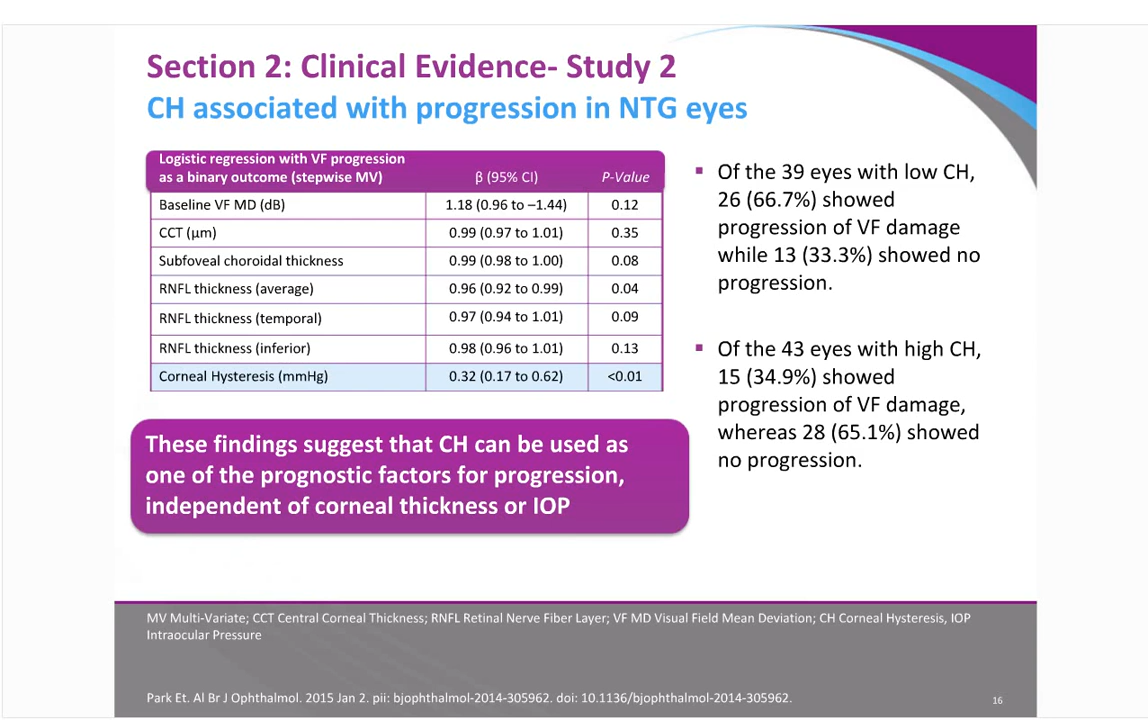 Section 2: Clinical Evidence- Study 2
CH associated with progression in NTG eyes
Logistic regression with VF progression
as a binary outcome (stepwise MV) β (95% CI) P-Value
Baseline VF MD (dB) 1.18 (0.96 to –1.44) 0.12
CCT (µm) 0.99 (0.97 to 1.01) 0.35
Subfoveal choroidal thickness 0.99 (0.98 to 1.00) 0.08
RNFL thickness (average) 0.96 (0.92 to 0.99) 0.04
RNFL thickness (temporal) 0.97 (0.94 to 1.01) 0.09
RNFL thickness (inferior) 0.98 (0.96 to 1.01) 0.13
Corneal Hysteresis (mmHg) 0.32 (0.17 to 0.62) <0.01
These findings suggest that CH can be used as
one of the prognostic factors for progression,
independent of corneal thickness or IOP
▪ Of the 39 eyes with low CH,
26 (66.7%) showed
progression of VF damage
while 13 (33.3%) showed no
progression.
▪ Of the 43 eyes with high CH,
15 (34.9%) showed
progression of VF damage,
whereas 28 (65.1%) showed
no progression.
MV Multi-Variate; CCT Central Corneal Thickness; RNFL Retinal Nerve Fiber Layer; VF MD Visual Field Mean Deviation; CH Corneal Hysteresis, IOP
Intraocular Pressure
Park Et. Al Br J Ophthalmol. 2015 Jan 2. pii: bjophthalmol-2014-305962. doi: 10.1136/bjophthalmol-2014-305962.
16